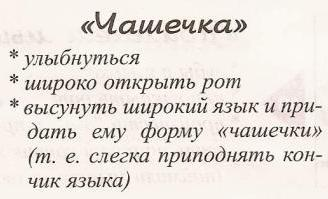 «Чашечка»
* улыбнуться
* широко открыть рот
* высунуть широкий язык и при-
дать ему форму «чашечки»
(т. е. слегка приподнять кон-
чик языка)